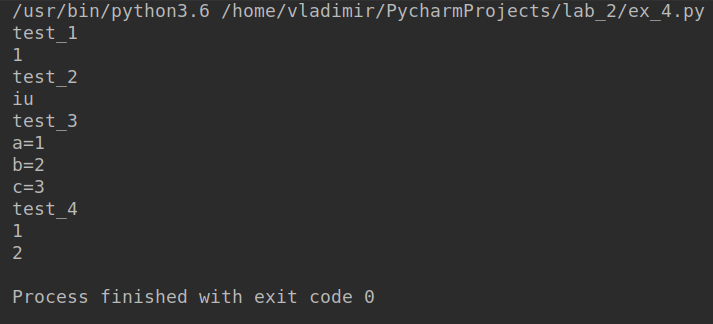 /usr/bin/python3.6 /home/vladimir/PycharmProjects/lab_2/ex_4.py
test_1
1
test_2
iu
test_3
a=1
b=2
c=3
test_4
1
2
Process finished with exit code 0